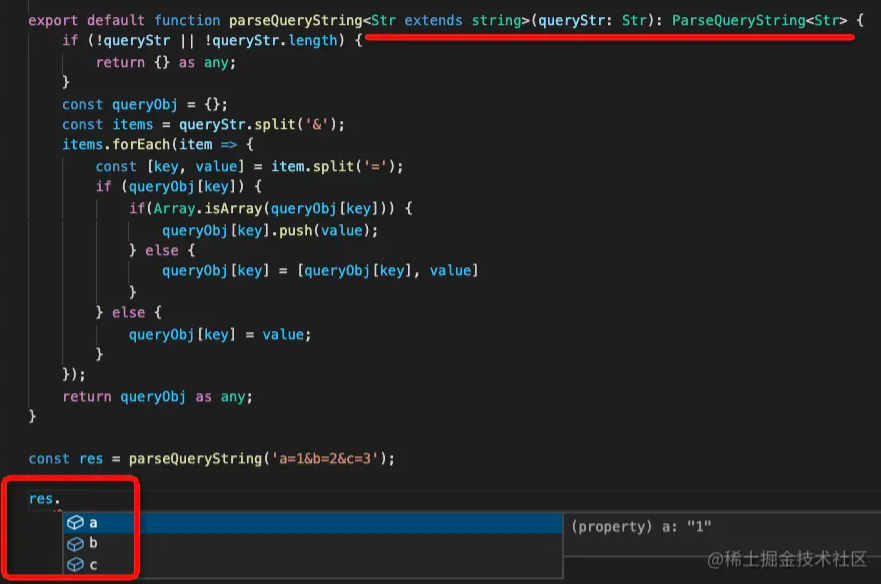 export default function parseQueryString<Str extends string>(queryStr: Str): ParseQueryString<Str> {
if (!queryStr || !queryStr.length) {
return {} as any;
}
const queryObj = {};
const items = queryStr.split('&');
items.forEach(item => {
const [key, value] = item.split('=');
if (queryObj[key]) {
if(Array.isArray(queryObj[key])) {
queryObj[key].push(value);
} else {
queryObj[key] = [queryObj[key], value]
}
} else {
queryObj[key] = value;
}
});
return queryObj as any;
}
const res = parseQueryString('a=1&b=2&c=3');
res.
a
(property) a: "1"
b
c
@稀土掘金技术社区